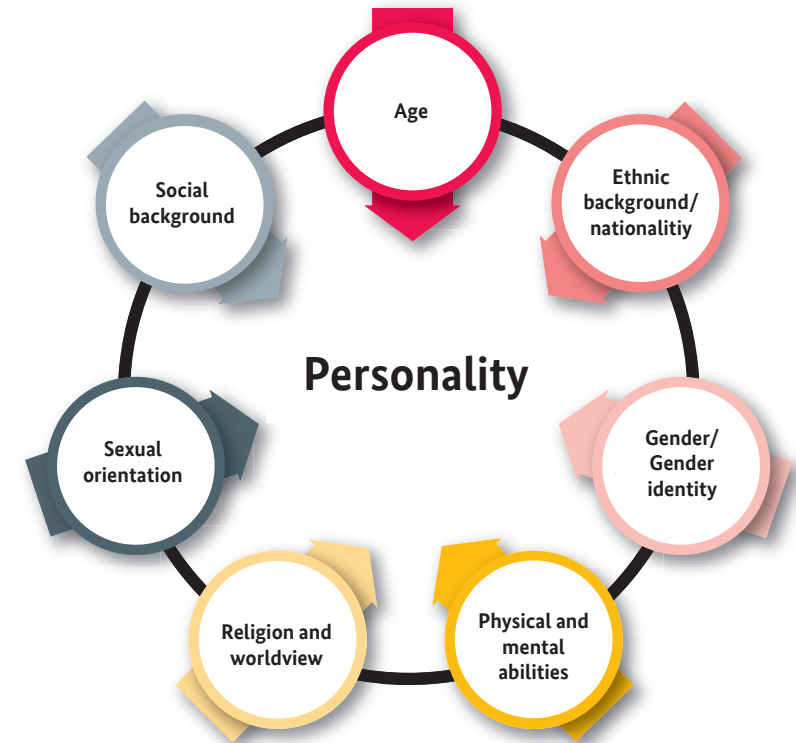 Age
Ethnic
background/
nationalitiy
Gender/
Gender
identity
Physical and
mental
abilities
Religion and
worldview
Sexual
orientation
Social
background
Personality